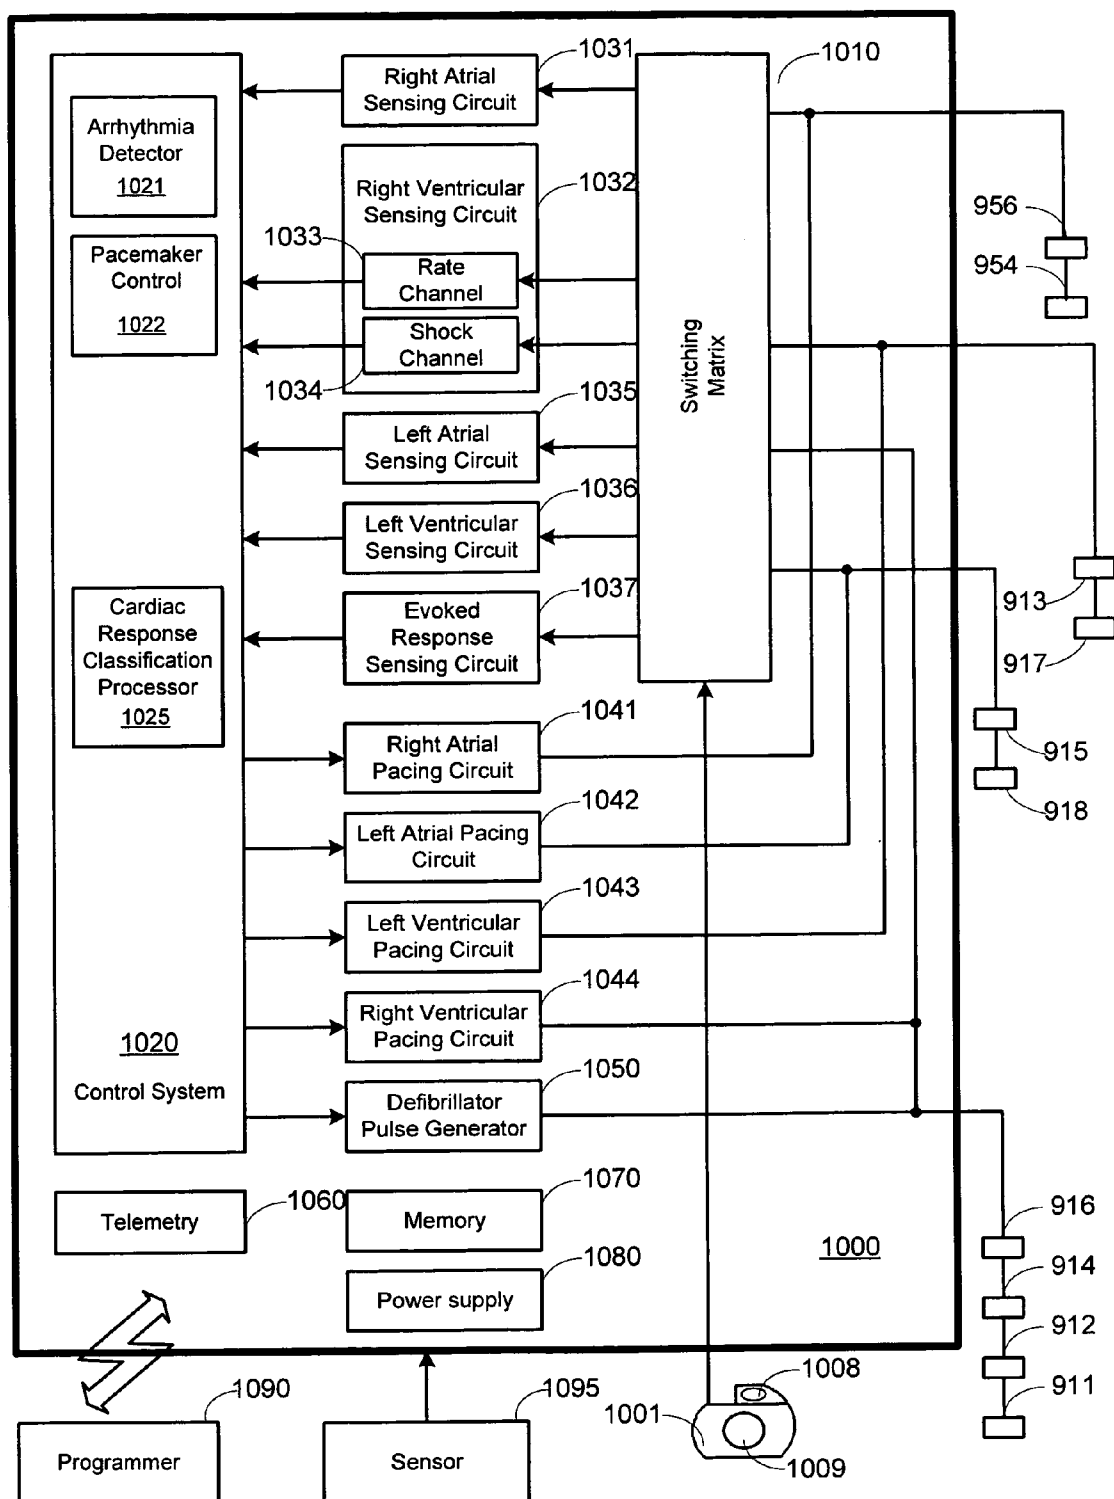 1031
1010
Right Atrial
Sensing Circuit
Arrhythmia
Detector
1021
Right Ventricular
Sensing Circuit
1032
1033
956
Pacemaker
Control
1022
Rate
Channel
954
Shock
Channel
1034
Switching
Matrix
1035
Left Atrial
Sensing Circuit
1036
Left Ventricular
Sensing Circuit
1037
913
Cardiac
Response
Classification
Processor
1025
Evoked
Response
Sensing Circuit
917
1041
Right Atrial
Pacing Circuit
915
918
1042
Left Atrial Pacing
Circuit
1043
Left Ventricular
Pacing Circuit
1044
Right Ventricular
Pacing Circuit
1020
Control System
1050
Defibrillator
Pulse Generator
1060
Telemetry
1070
Memory
916
1000
1080
Power supply
914
912
1090
1095
1008
911
1001
Programmer
Sensor
1009